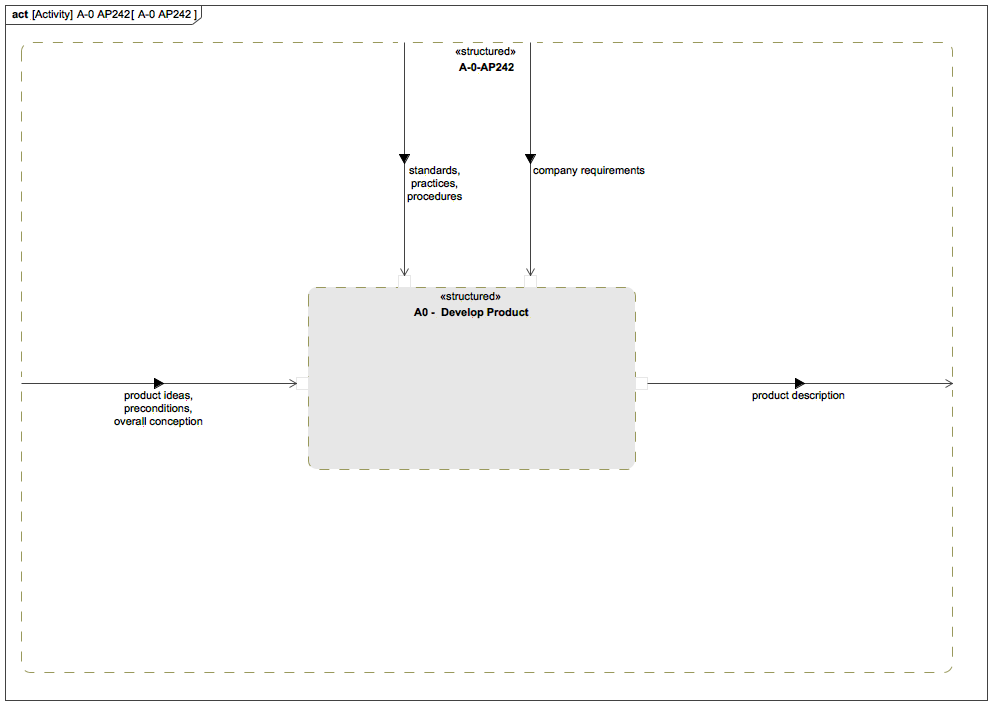 act [Activity] A-0 AP242[ A-0 AP242 ]
«structured»
A-0-AP242
standards,
practices,
procedures
company requirements
«structured»
A0 -  Develop Product
product ideas,
preconditions,
overall conception
product description